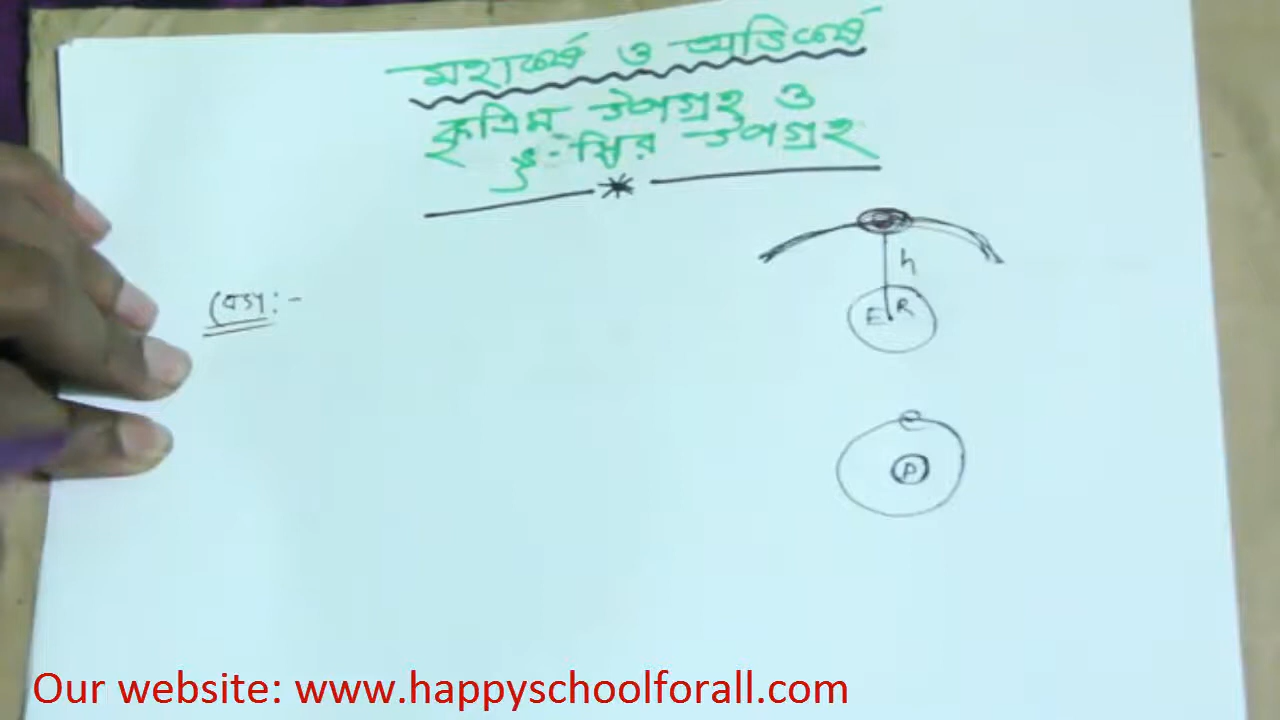 মহাকর্ষ ও অভিকর্ষ
কৃত্রিম উপগ্রহ ও
ভূ-স্থির উপগ্রহ
বেগ :-
h
E R
P
Our website: www.happyschoolforall.com